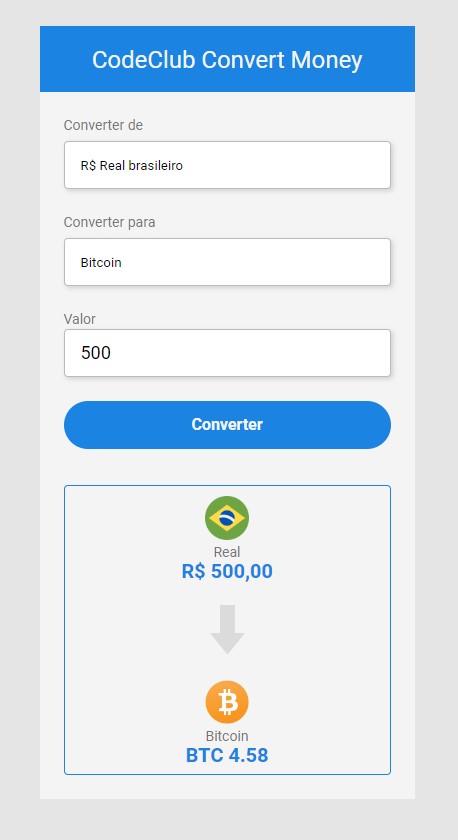 CodeClub Convert Money
Converter de
R$ Real brasileiro
Converter para
Bitcoin
Valor
500
Converter
Real
R$ 500,00
Bitcoin
BTC 4.58